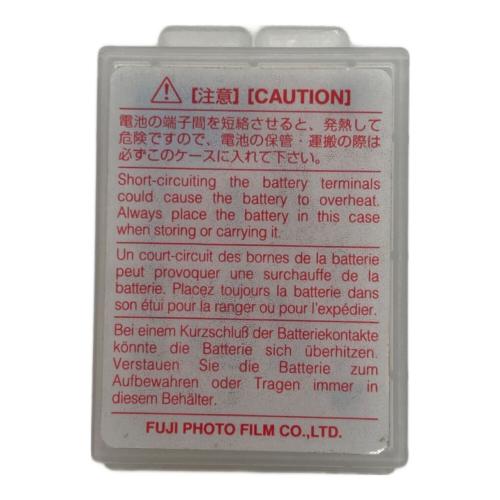 ⚠ [注意] [CAUTION]
電池の端子間を短絡させると、発熱して
危険ですので、電池の保管・運搬の際は
必ずこのケースに入れて下さい。
Short-circuiting the battery terminals
could cause the battery to overheat.
Always place the battery in this case
when storing or carrying it.
Un court-circuit des bornes de la batterie
peut provoquer une surchauffe de la
batterie. Placez toujours la batterie dans
son étui pour la ranger ou pour l'expédier.
Bei einem Kurzschluß der Batteriekontakte
könnte die Batterie sich überhitzen.
Verstauen Sie die Batterie zum
Aufbewahren oder Tragen immer in
diesem Behälter.
FUJI PHOTO FILM CO.,LTD.